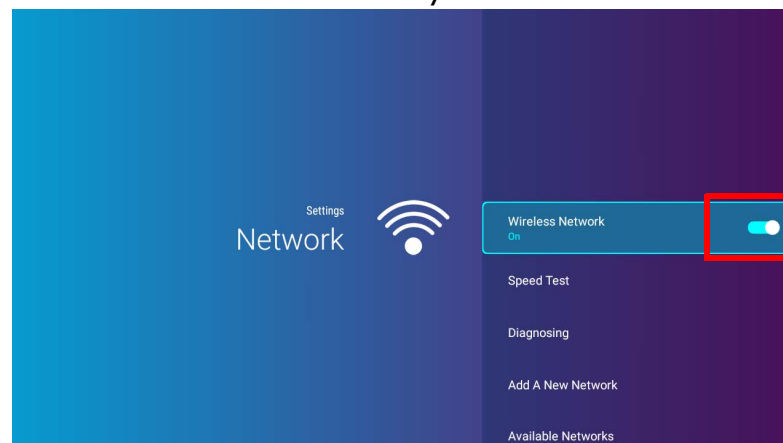 Settings
Network
Wireless Network
On
Speed Test
Diagnosing
Add A New Network
Available Networks